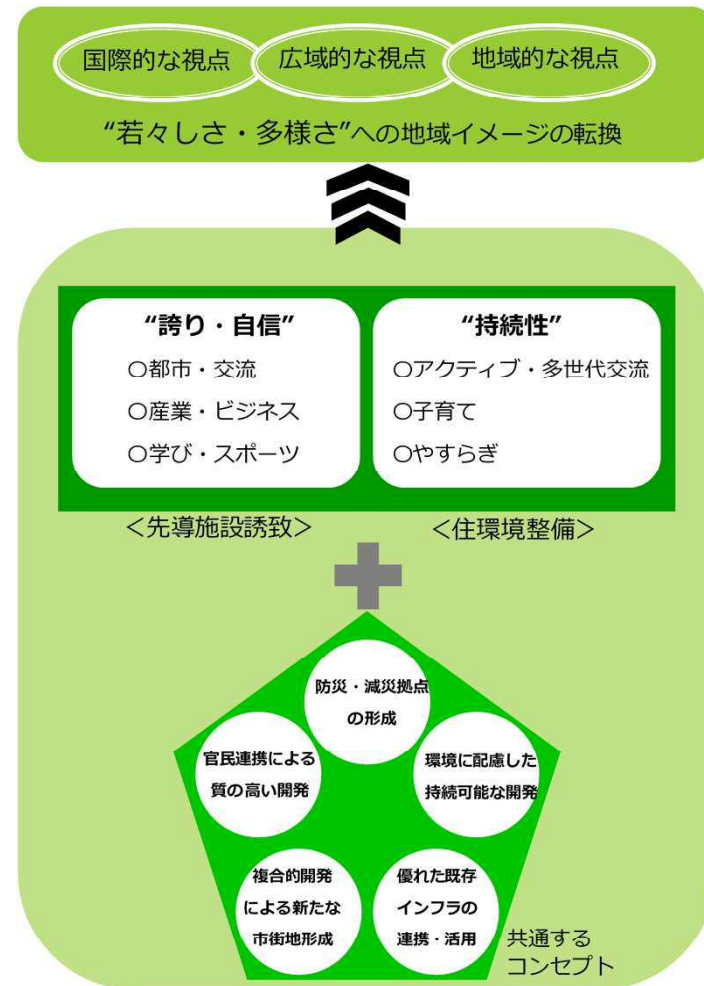 国際的な視点
広域的な視点
地域的な視点
“若々しさ・多様さ”への地域イメージの転換
“誇り・自信”
○都市・交流
○産業・ビジネス
○学び・スポーツ
“持続性”
○アクティブ・多世代交流
○子育て
○やすらぎ
＜先導施設誘致＞
＜住環境整備＞
防災・減災拠点
の形成
官民連携による
質の高い開発
環境に配慮した
持続可能な開発
複合的開発
による新たな
市街地形成
優れた既存
インフラの
連携・活用
共通する
コンセプト